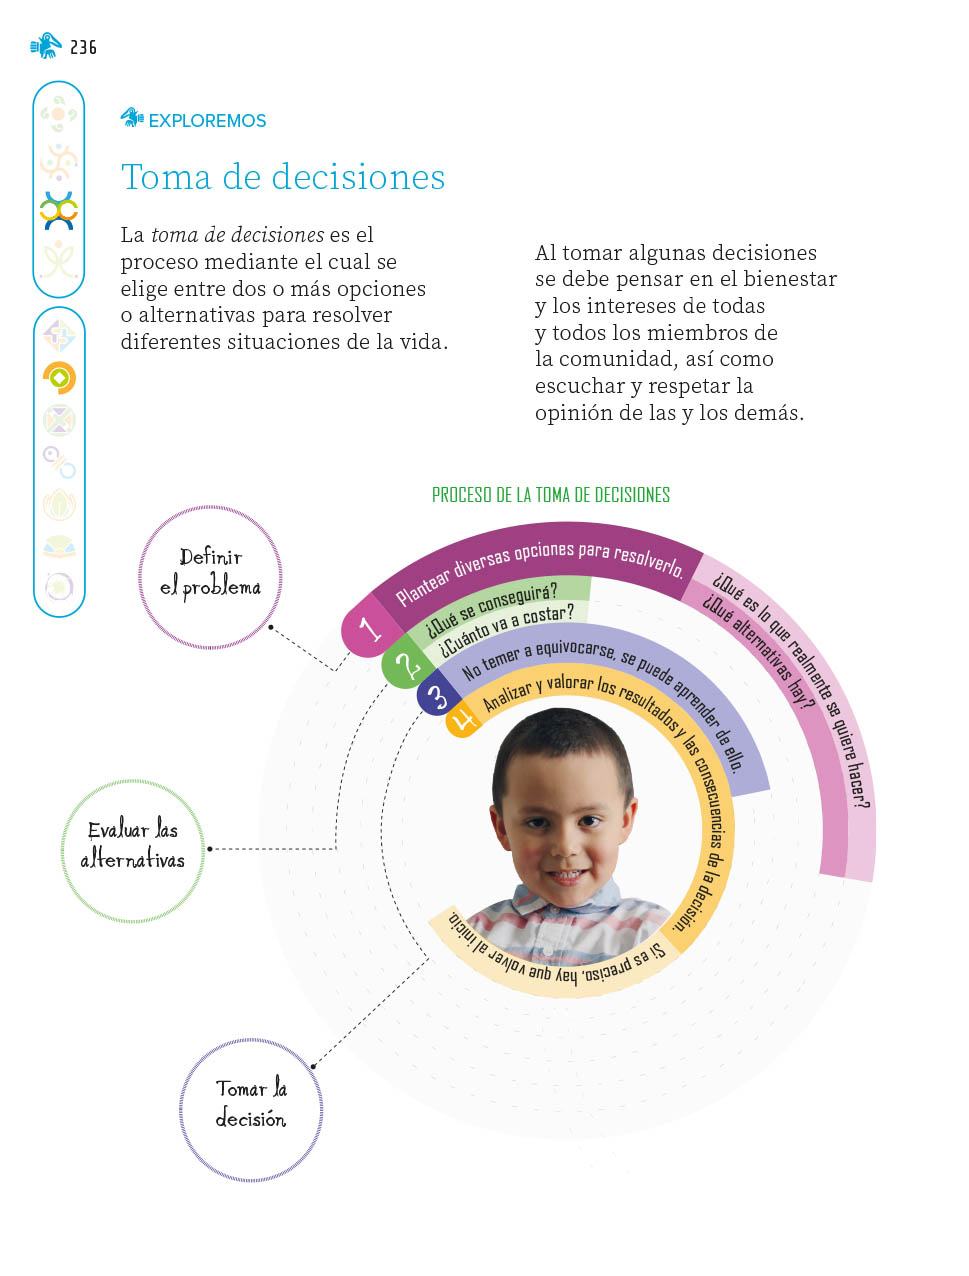 236
EXPLOREMOS
Toma de decisiones
La toma de decisiones es el
proceso mediante el cual se
elige entre dos o más opciones
o alternativas para resolver
diferentes situaciones de la vida.
Al tomar algunas decisiones
se debe pensar en el bienestar
y los intereses de todas
y todos los miembros de
la comunidad, así como
escuchar y respetar la
opinión de las y los demás.
PROCESO DE LA TOMA DE DECISIONES
Definir
el problema
1
Plantear diversas opciones para resolverlo.
¿Qué es lo que realmente se quiere hacer?
¿Qué alternativas hay?
Evaluar las
alternativas
2
¿Qué se conseguirá?
¿Cuánto va a costar?
Tomar la
decisión
3
No temer a equivocarse, se puede aprender de ello.
4
Analizar y valorar los resultados y las consecuencias de la decisión.
Si es preciso, hay que volver al inicio.